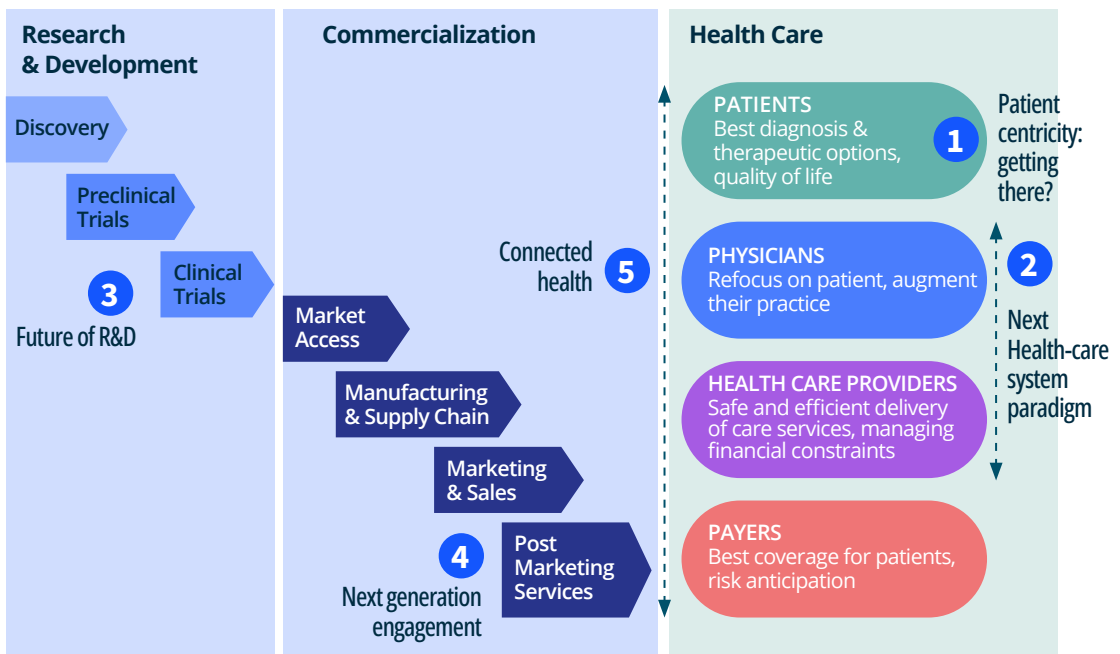 Research
& Development
Discovery
Preclinical
Trials
Clinical
Trials
3
Future of R&D
Commercialization
Market
Access
Manufacturing
& Supply Chain
Marketing
& Sales
Post
Marketing
Services
4
Next generation
engagement
Connected
health
5
Health Care
PATIENTS
Best diagnosis &
therapeutic options,
quality of life
1
Patient
centricity:
getting
there?
PHYSICIANS
Refocus on patient, augment
their practice
2
Next
Health-care
system
paradigm
HEALTH CARE PROVIDERS
Safe and efficient delivery
of care services, managing
financial constraints
PAYERS
Best coverage for patients,
risk anticipation